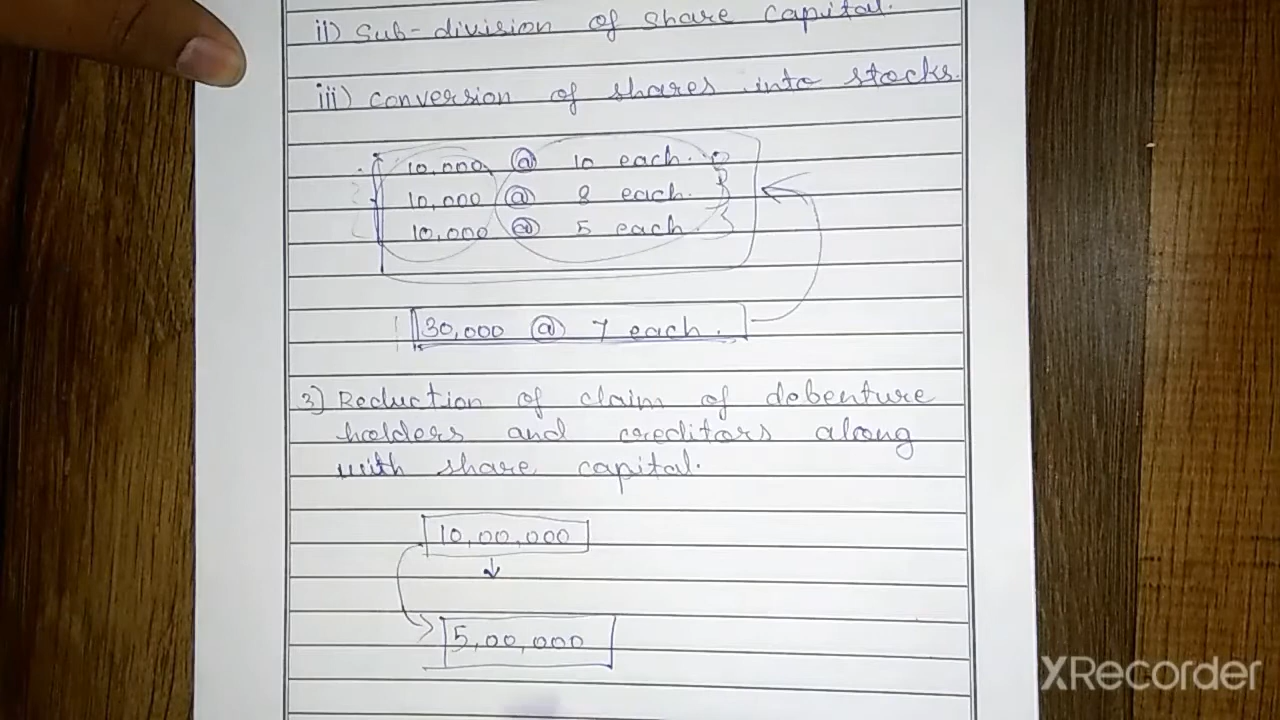 ii) Sub-division of share capital.
iii) conversion of shares into stocks.
10,000 @ 10 each.
10,000 @ 8 each.
10,000 @ 5 each.
30,000 @ 7 each.
3) Reduction of claim of debenture
holders and creditors along
with share capital.
10,00,000
5,00,000
XRecorder